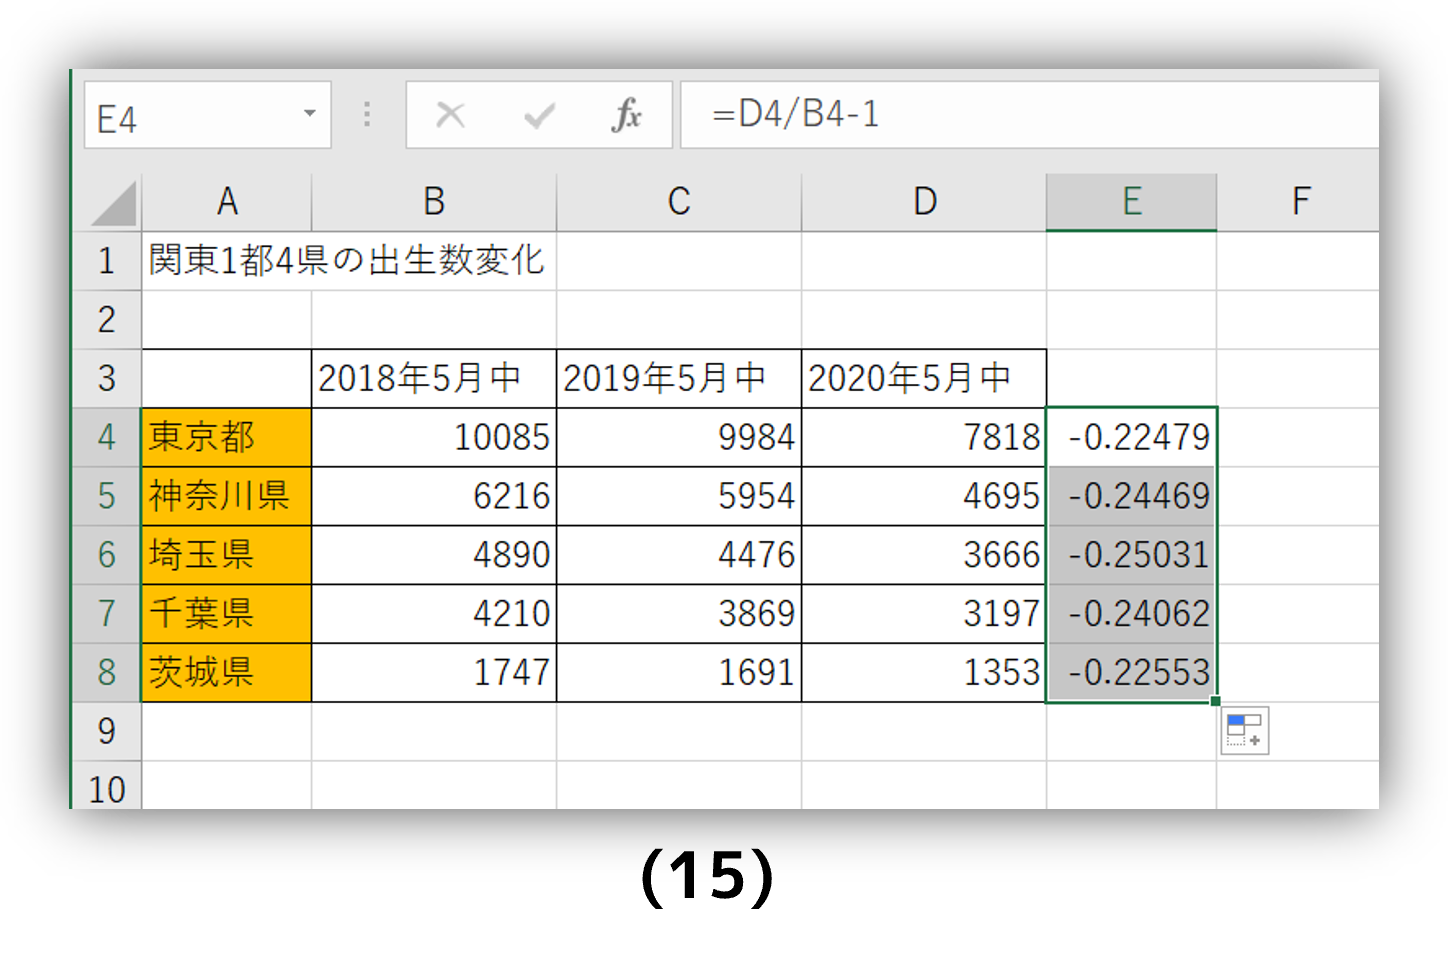 E4 fx =D4/B4-1
A B C D E F
1 関東1都4県の出生数変化
2
3 2018年5月中 2019年5月中 2020年5月中
4 東京都 10085 9984 7818 -0.22479
5 神奈川県 6216 5954 4695 -0.24469
6 埼玉県 4890 4476 3666 -0.25031
7 千葉県 4210 3869 3197 -0.24062
8 茨城県 1747 1691 1353 -0.22553
9
10
(15)